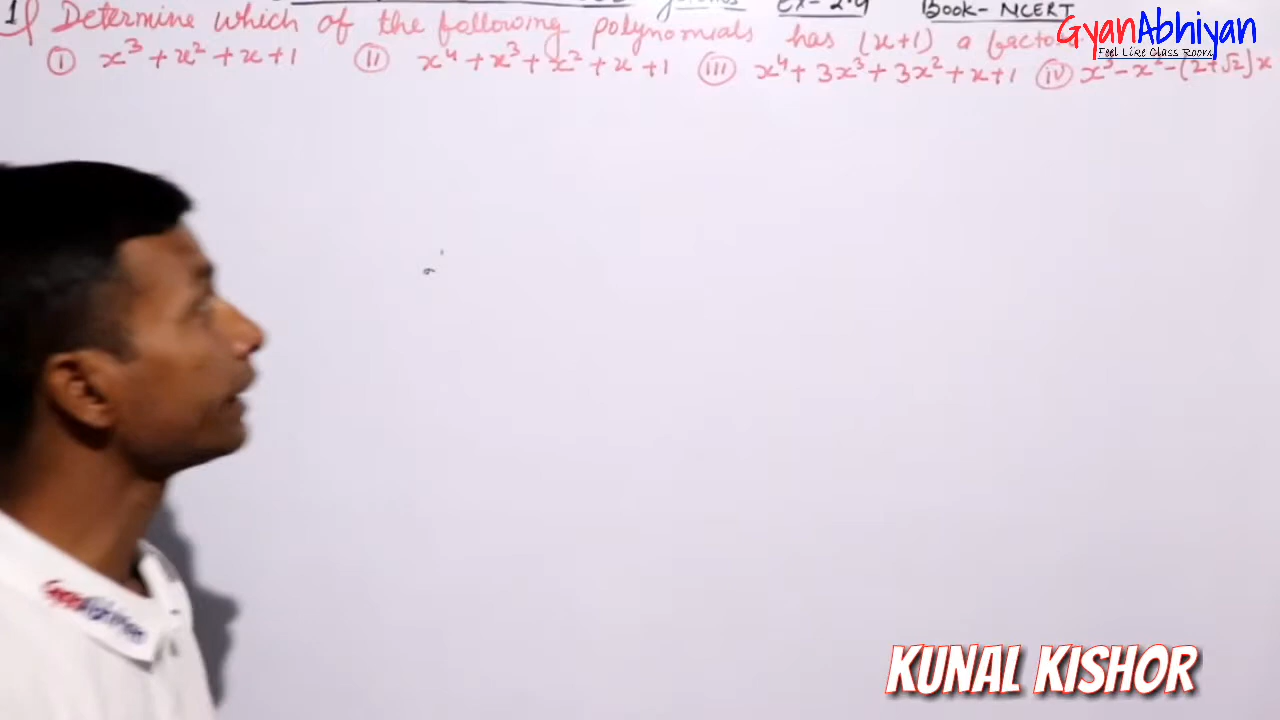 Ex- 2.4 Book- NCERT
1) Determine which of the following polynomials has (x+1) a facto
GyanAbhiyan
Feel Like Class Room
(i) x³ + x² + x + 1 (ii) x⁴ + x³ + x² + x + 1 (iii) x⁴ + 3x³ + 3x² + x + 1 (iv) x³ - x² - (2+√2)x
GyanAbhiyan
KUNAL KISHOR